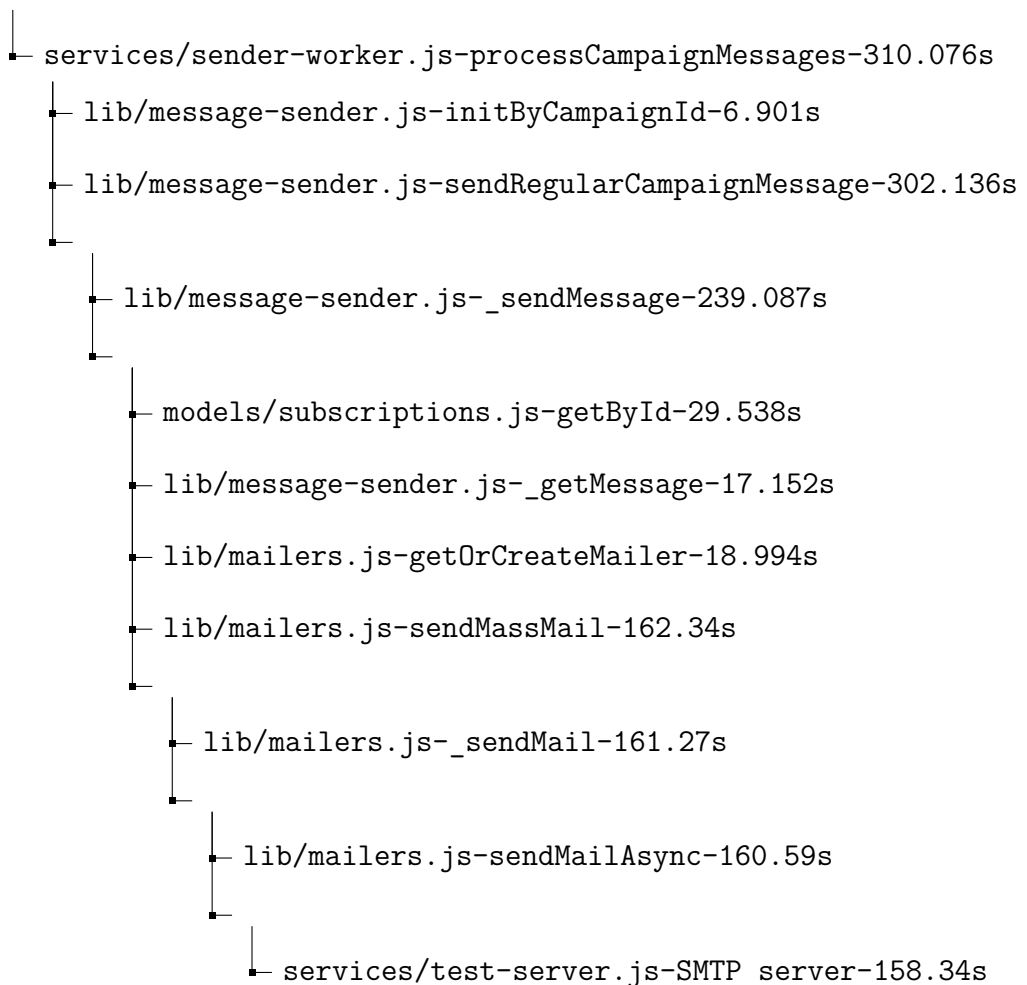 services/sender-worker.js-processCampaignMessages-310.076s
lib/message-sender.js-initByCampaignId-6.901s
lib/message-sender.js-sendRegularCampaignMessage-302.136s
lib/message-sender.js-_sendMessage-239.087s
models/subscriptions.js-getById-29.538s
lib/message-sender.js-_getMessage-17.152s
lib/mailers.js-getOrCreateMailer-18.994s
lib/mailers.js-sendMassMail-162.34s
lib/mailers.js-_sendMail-161.27s
lib/mailers.js-sendMailAsync-160.59s
services/test-server.js-SMTP server-158.34s